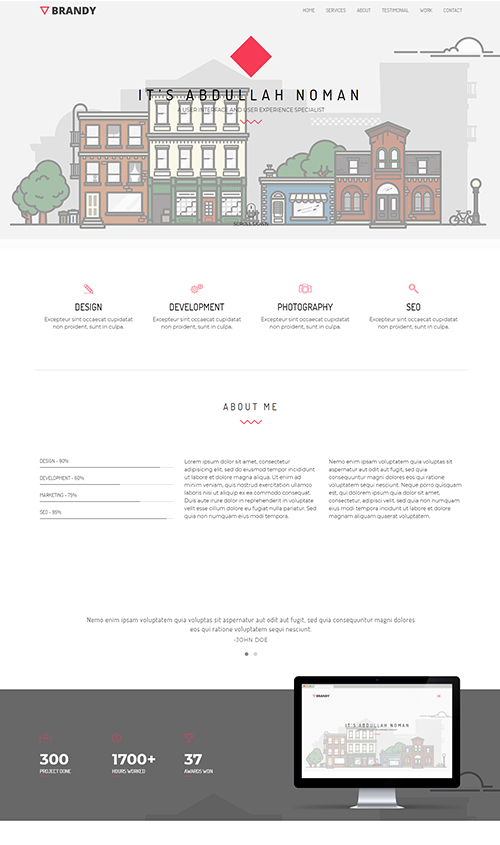 BRANDY
HOME SERVICES ABOUT TESTIMONIAL WORK CONTACT
IT'S ABDULLAH NOMAN
A USER INTERFACE AND USER EXPERIENCE SPECIALIST
SCROLL DOWN
DESIGN
Excepteur sint occaecat cupidatat
non proident, sunt in culpa.
DEVELOPMENT
Excepteur sint occaecat cupidatat
non proident, sunt in culpa.
PHOTOGRAPHY
Excepteur sint occaecat cupidatat
non proident, sunt in culpa.
SEO
Excepteur sint occaecat cupidatat
non proident, sunt in culpa.
ABOUT ME
DESIGN - 90%
DEVELOPMENT - 60%
MARKETING - 75%
SEO - 95%
Lorem ipsum dolor sit amet, consectetur
adipisicing elit, sed do eiusmod tempor incididunt
ut labore et dolore magna aliqua. Ut enim ad
minim veniam, quis nostrud exercitation ullamco
laboris nisi ut aliquip ex ea commodo consequat.
Duis aute irure dolor in reprehenderit in voluptate
velit esse cillum dolore eu fugiat nulla pariatur. Sed
quia non numquam eius modi tempora.
Nemo enim ipsam voluptatem quia voluptas sit
aspernatur aut odit aut fugit, sed quia
consequuntur magni dolores eos qui ratione
voluptatem sequi nesciunt. Neque porro quisquam
est, qui dolorem ipsum quia dolor sit amet,
consectetur, adipisci velit, sed quia non numquam
eius modi tempora incidunt ut labore et dolore
magnam aliquam quaerat voluptatem.
Nemo enim ipsam voluptatem quia voluptas sit aspernatur aut odit aut fugit, sed quia consequuntur magni dolores
eos qui ratione voluptatem sequi nesciunt.
-JOHN DOE
BRANDY
IT'S ABDULLAH NOMAN
300
PROJECT DONE
1700+
HOURS WORKED
37
AWARDS WON